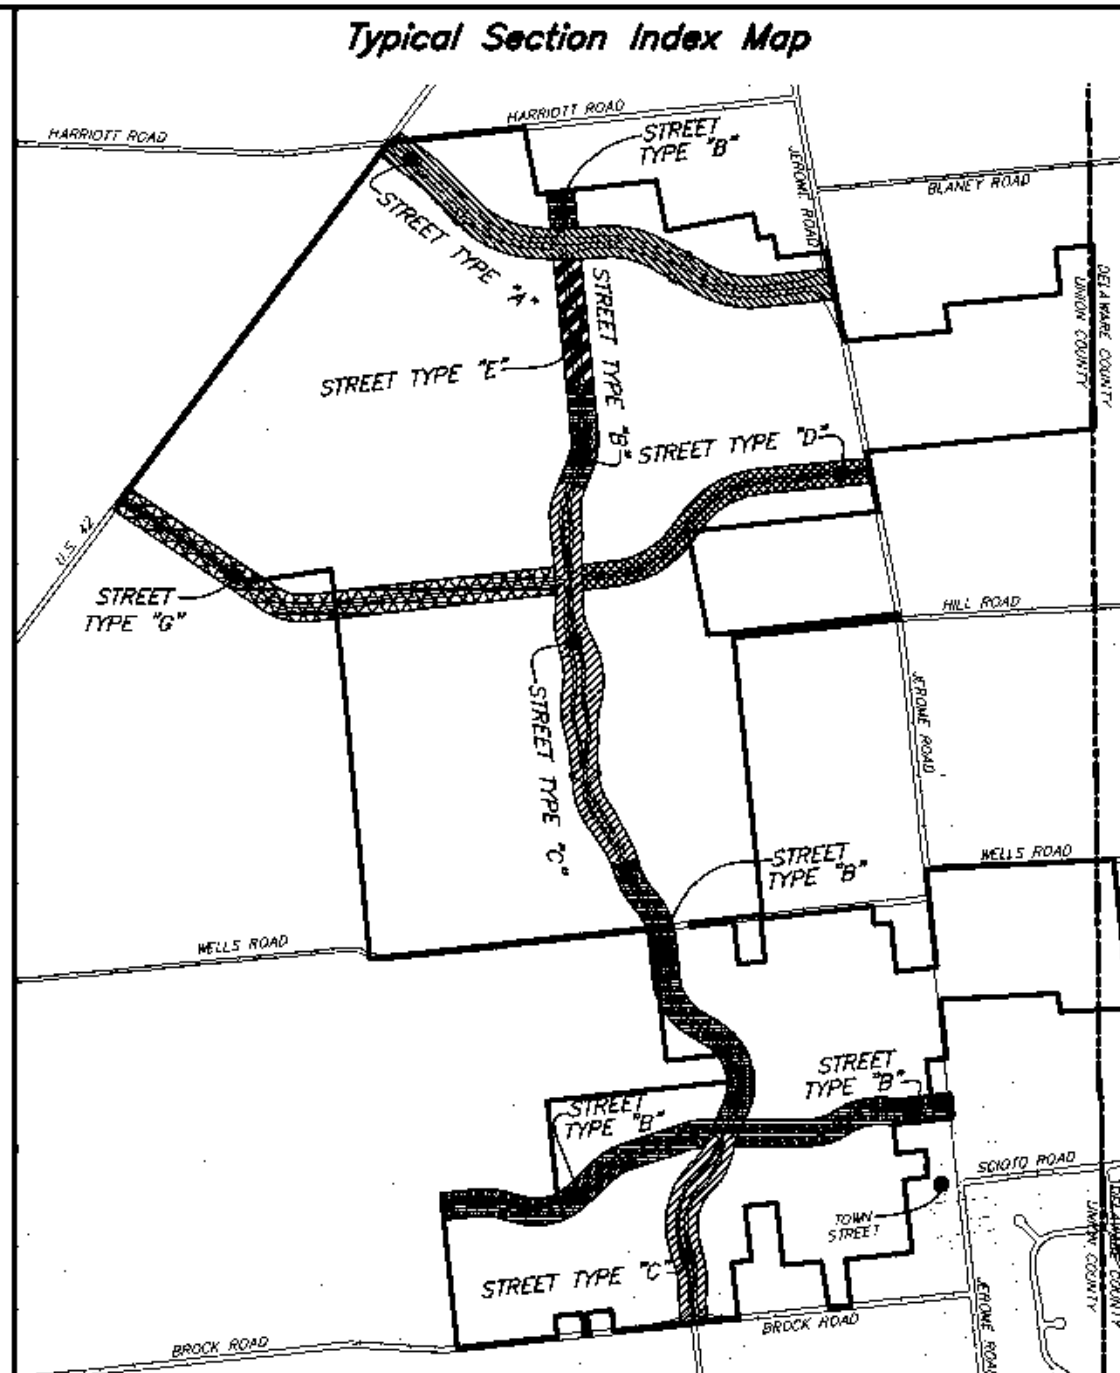 Typical Section Index Map
HARRIOTT ROAD
HARRIOTT ROAD
STREET
TYPE "B"
JEROME ROAD
BLANEY ROAD
STREET TYPE "A"
STREET TYPE "B"
DELAWARE COUNTY
UNION COUNTY
STREET TYPE "E"
STREET TYPE "D"
U.S. 42
STREET
TYPE "G"
HILL ROAD
JEROME ROAD
STREET TYPE "C"
STREET
TYPE "B"
WELLS ROAD
WELLS ROAD
STREET
TYPE "B"
STREET
TYPE "B"
SCIOTO ROAD
TOWN
STREET
DELAWARE COUNTY
UNION COUNTY
STREET TYPE "C"
JEROME ROAD
BROCK ROAD
BROCK ROAD